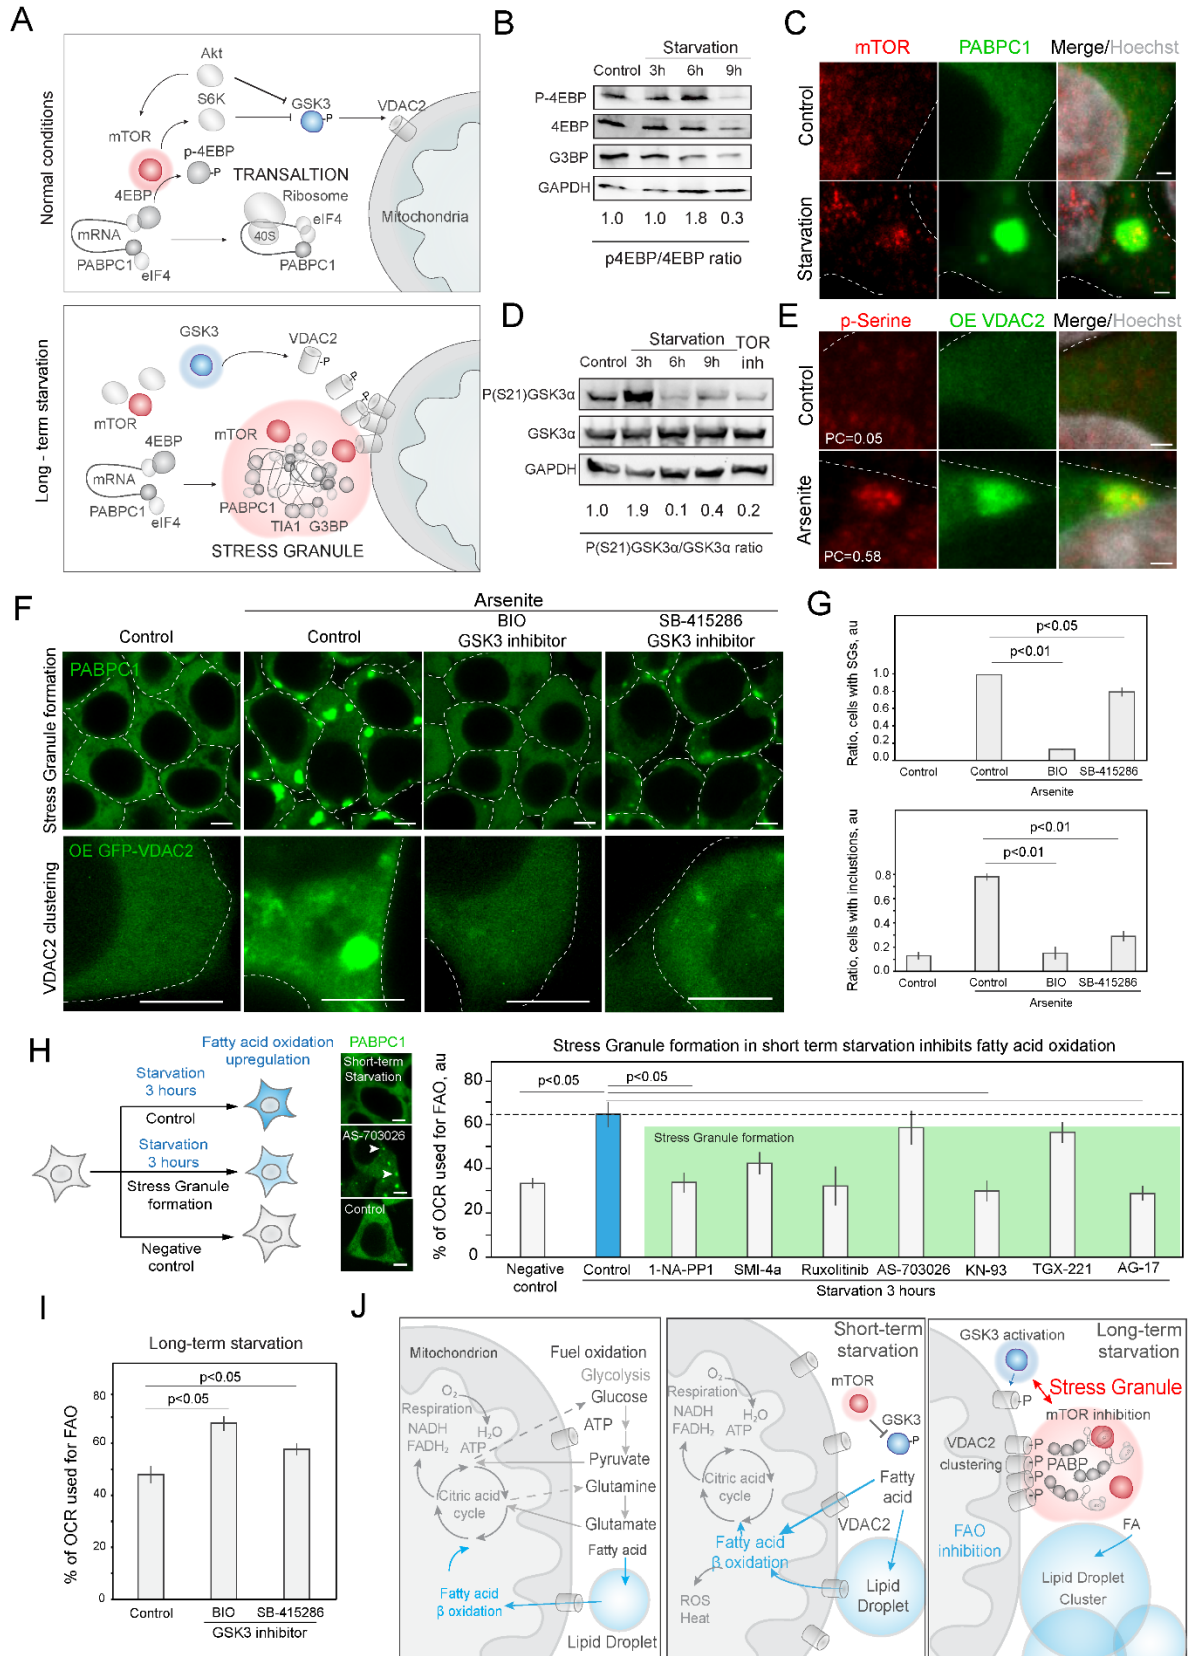 A
Normal conditions
Akt
S6K
GSK3
-P
VDAC2
mTOR
p-4EBP
-P
4EBP
TRANSALTION
Ribosome
eIF4
40S
mRNA
PABPC1
eIF4
PABPC1
Mitochondria
Long - term starvation
GSK3
VDAC2
-P
-P
P
P
mTOR
mTOR
4EBP
mRNA
PABPC1
eIF4
PABPC1
TIA1
G3BP
STRESS GRANULE
B
Starvation
Control 3h 6h 9h
P-4EBP
4EBP
G3BP
GAPDH
1.0 1.0 1.8 0.3
p4EBP/4EBP ratio
C
mTOR PABPC1 Merge/Hoechst
Control
Starvation
D
Starvation TOR
Control 3h 6h 9h inh
P(S21)GSK3α
GSK3α
GAPDH
1.0 1.9 0.1 0.4 0.2
P(S21)GSK3α/GSK3α ratio
E
p-Serine OE VDAC2 Merge/Hoechst
Control
PC=0.05
Arsenite
PC=0.58
F
Arsenite
Control
Control
BIO
GSK3 inhibitor
SB-415286
GSK3 inhibitor
Stress Granule formation
PABPC1
VDAC2 clustering
OE GFP-VDAC2
G
Ratio, cells with SGs, au
p<0.05
p<0.01
1.0
0.8
0.4
0.2
0.0
Control Control BIO SB-415286
Arsenite
Ratio, cells with inclustions, au
p<0.01
p<0.01
0.8
0.6
0.4
0.2
0.0
Control Control BIO SB-415286
Arsenite
H
Fatty acid oxidation
upregulation
Starvation
3 hours
Control
Starvation
3 hours
Stress Granule
formation
Negative
control
PABPC1
Short-term
Starvation
AS-703026
Control
Stress Granule formation in short term starvation inhibits fatty acid oxidation
% of OCR used for FAO, au
80
60
40
20
0
p<0.05
p<0.05
Stress Granule formation
Negative
control
Control 1-NA-PP1 SMI-4a Ruxolitinib AS-703026 KN-93 TGX-221 AG-17
Starvation 3 hours
I
Long-term starvation
% of OCR used for FAO
80
60
40
20
0
p<0.05
p<0.05
Control BIO SB-415286
GSK3 inhibitor
J
Mitochondrion
Fuel oxidation
Glycolysis
Glucose
ATP
Pyruvate
Glutamine
Glutamate
Fatty acid
O₂
Respiration
NADH
FADH₂
H₂O
ATP
Citric acid
cycle
Fatty acid
β oxidation
Lipid Droplet
Short-term
starvation
mTOR
GSK3
-P
O₂
Respiration
NADH
FADH₂
H₂O
ATP
Citric acid
cycle
Fatty
acid
VDAC2
Fatty acid
β oxidation
ROS
Heat
Lipid
Droplet
GSK3 activation
Long-term
starvation
-P
Stress Granule
mTOR inhibition
VDAC2
clustering
-P
-P
-P
-P
PABP
FAO
inhibition
FA
Lipid Droplet
Cluster